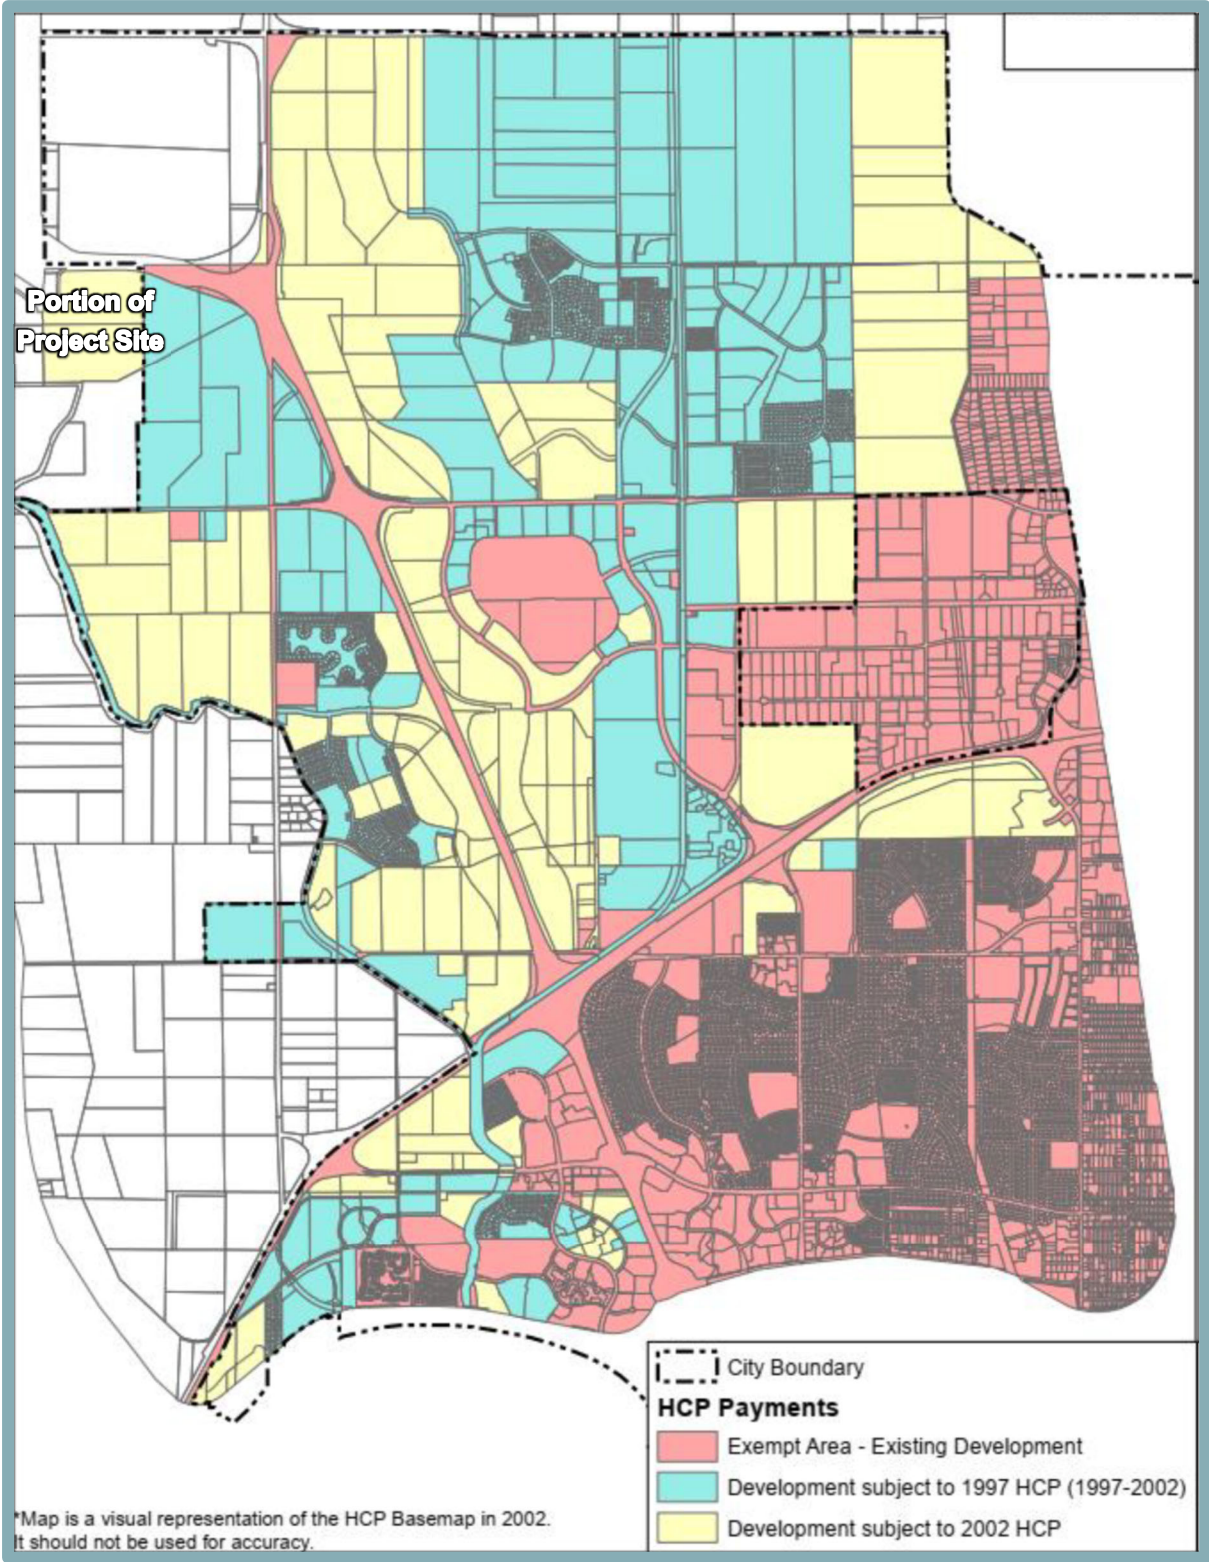 Portion of
Project Site
City Boundary
HCP Payments
Exempt Area - Existing Development
Development subject to 1997 HCP (1997-2002)
Development subject to 2002 HCP
*Map is a visual representation of the HCP Basemap in 2002.
It should not be used for accuracy.